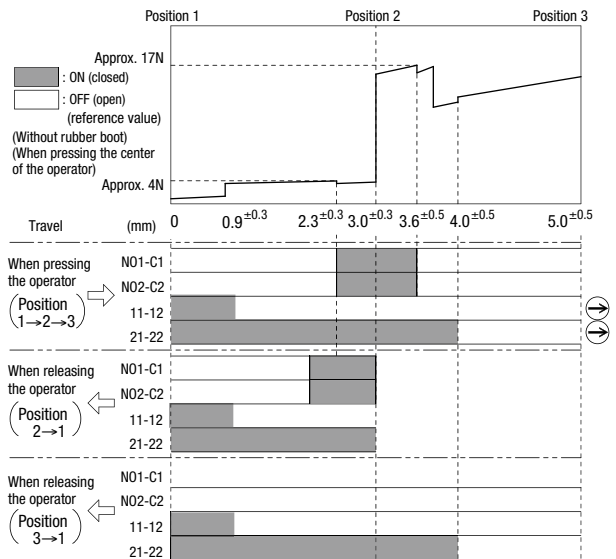 Position 1 Position 2 Position 3
Approx. 17N
: ON (closed)
: OFF (open)
(reference value)
(Without rubber boot)
(When pressing the center
of the operator)
Approx. 4N
Travel (mm) 0 0.9±0.3 2.3±0.3 3.0±0.3 3.6±0.5 4.0±0.5 5.0±0.5
When pressing
the operator
(Position
1→2→3)
NO1-C1
NO2-C2
11-12
21-22
When releasing
the operator
(Position
2→1)
NO1-C1
NO2-C2
11-12
21-22
When releasing
the operator
(Position
3→1)
NO1-C1
NO2-C2
11-12
21-22